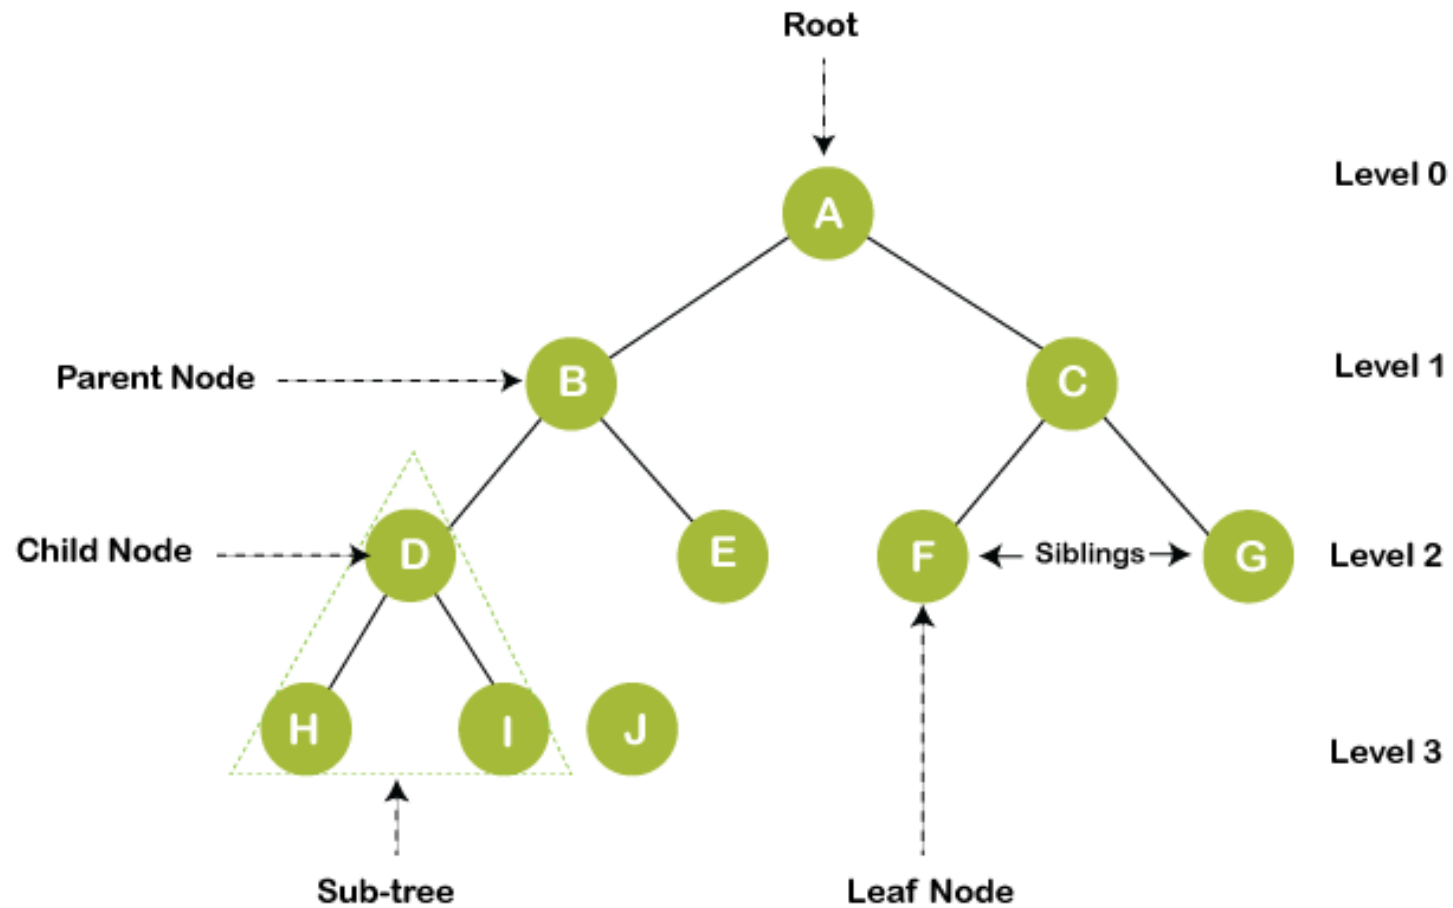 Root
Level 0
A
Parent Node
B
C
Level 1
Child Node
D
E
F
Siblings
G
Level 2
H
I
J
Level 3
Sub-tree
Leaf Node